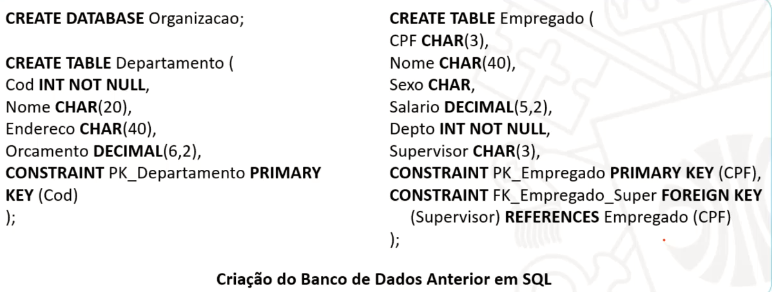 CREATE DATABASE Organizacao;
CREATE TABLE Departamento (
Cod INT NOT NULL,
Nome CHAR(20),
Endereco CHAR(40),
Orcamento DECIMAL(6,2),
CONSTRAINT PK_Departamento PRIMARY
KEY (Cod)
);
CREATE TABLE Empregado (
CPF CHAR(3),
Nome CHAR(40),
Sexo CHAR,
Salario DECIMAL(5,2),
Depto INT NOT NULL,
Supervisor CHAR(3),
CONSTRAINT PK_Empregado PRIMARY KEY (CPF),
CONSTRAINT FK_Empregado_Super FOREIGN KEY
(Supervisor) REFERENCES Empregado (CPF)
);
Criação do Banco de Dados Anterior em SQL